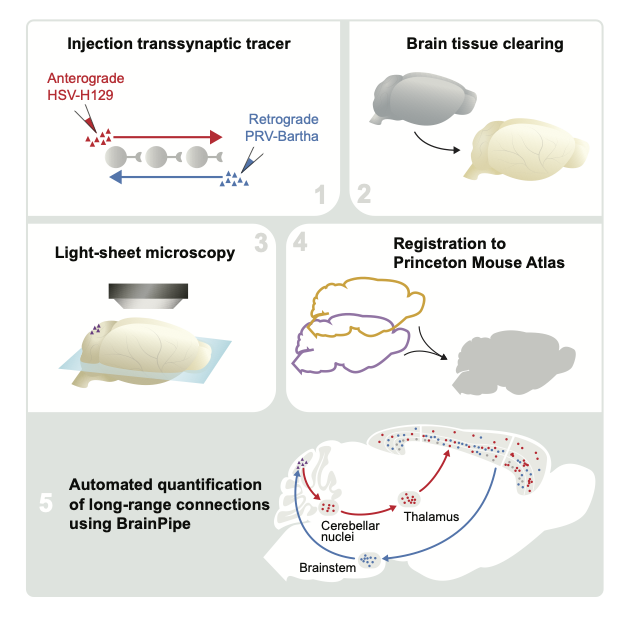 Injection transsynaptic tracer
Anterograde
HSV-H129
Retrograde
PRV-Bartha
1
Brain tissue clearing
2
Light-sheet microscopy
3
4
Registration to
Princeton Mouse Atlas
5
Automated quantification
of long-range connections
using BrainPipe
Cerebellar
nuclei
Thalamus
Brainstem